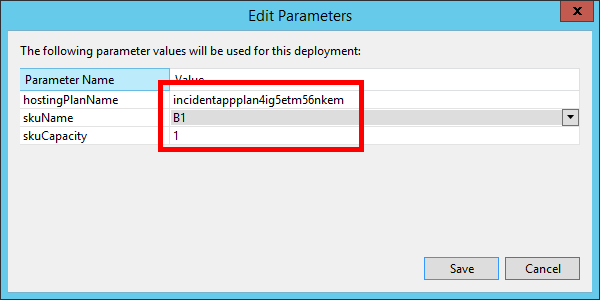 Edit Parameters
x
The following parameter values will be used for this deployment:
Parameter Name Value
hostingPlanName incidentappplan4ig5etm56nkem
skuName B1
skuCapacity 1
Save Cancel